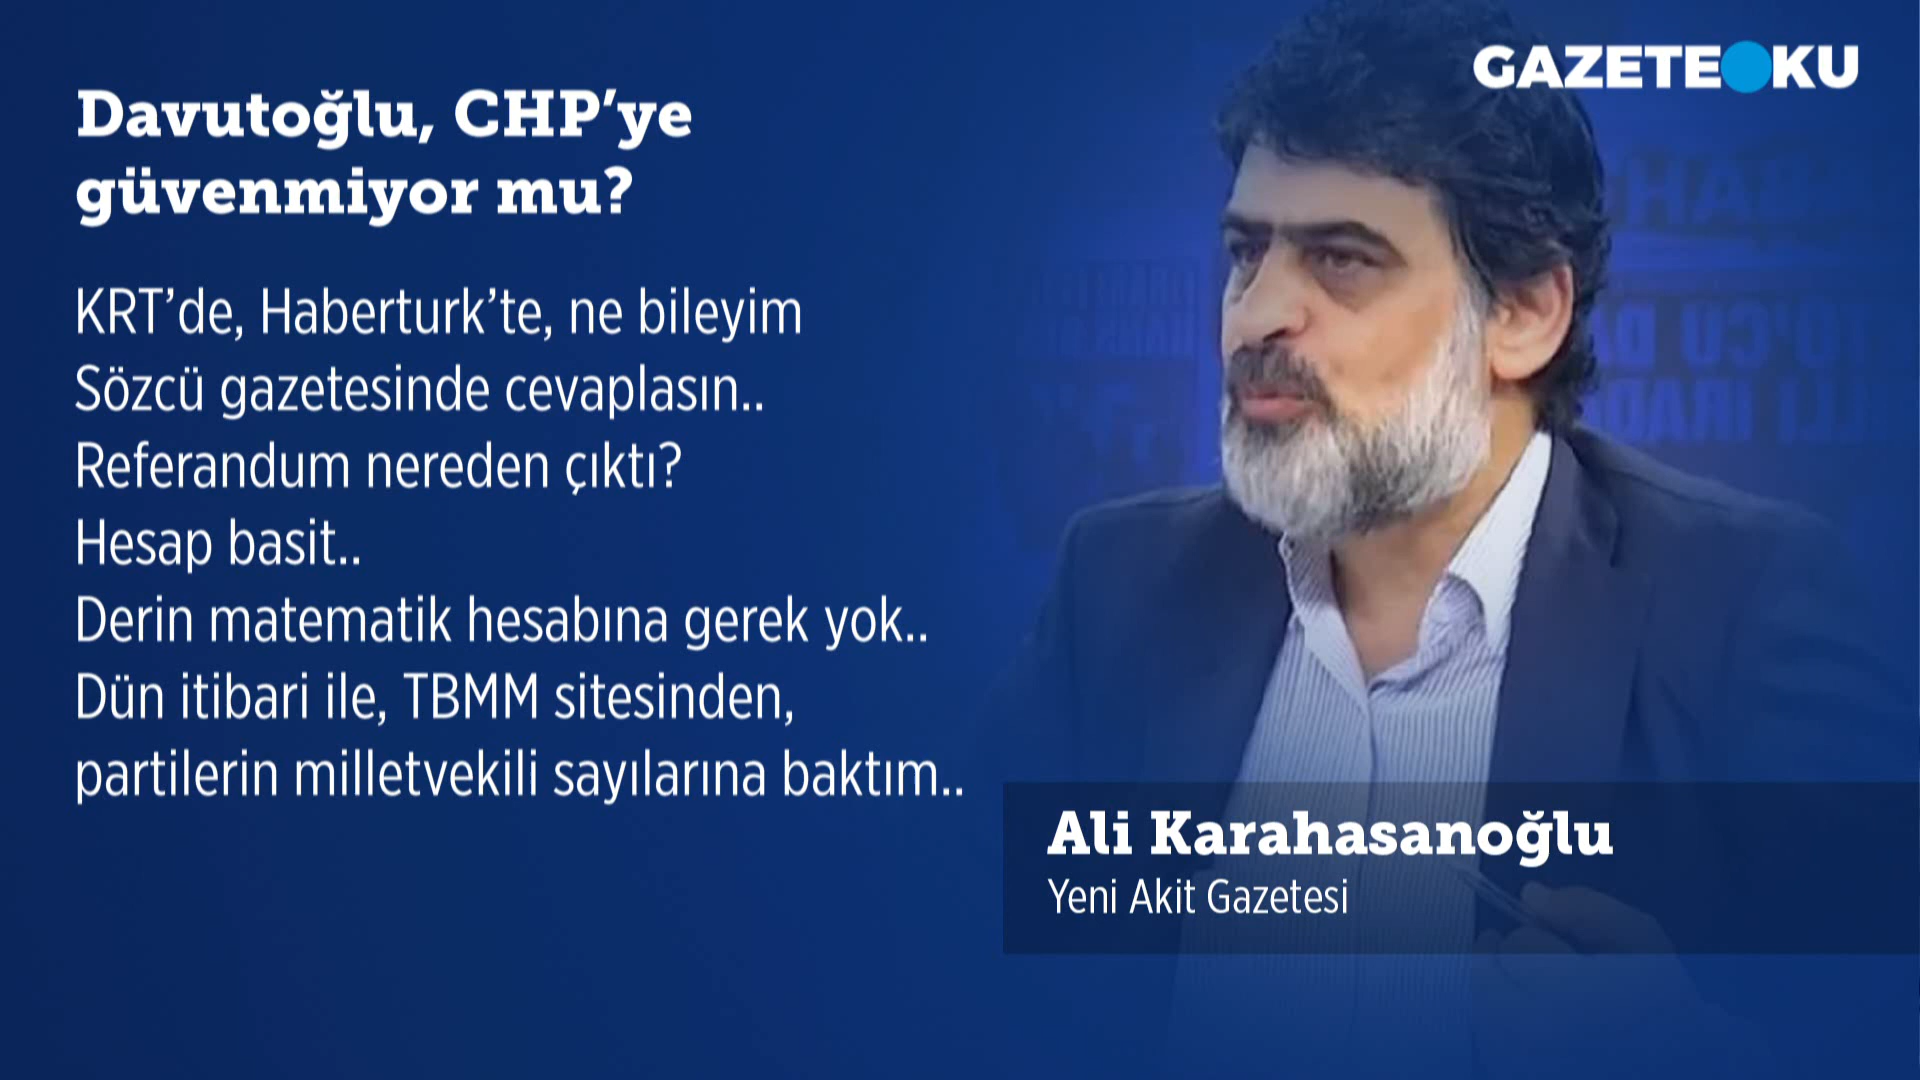 GAZETE KU
Davutoğlu, CHP’ye
güvenmiyor mu?
KRT’de, Haberturk’te, ne bileyim
Sözcü gazetesinde cevaplasın..
Referandum nereden çıktı?
Hesap basit..
Derin matematik hesabına gerek yok..
Dün itibari ile, TBMM sitesinden,
partilerin milletvekili sayılarına baktım..
Ali Karahasanoğlu
Yeni Akit Gazetesi